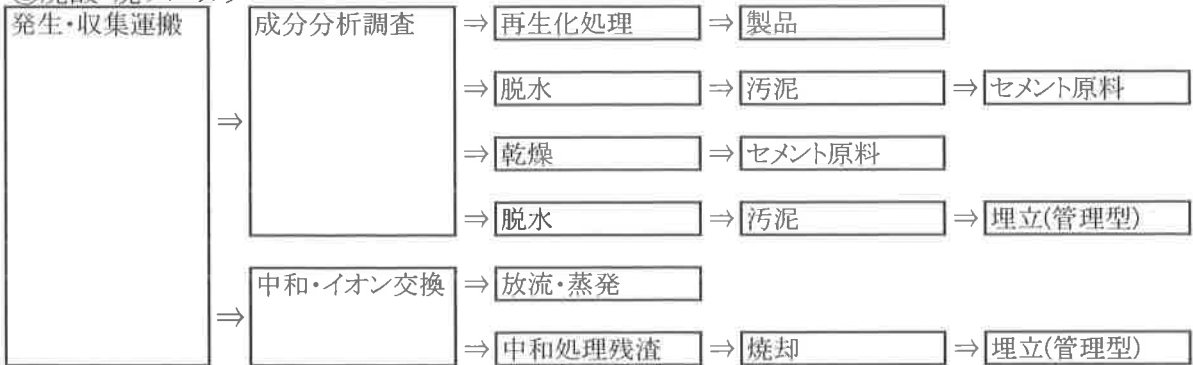 発生・収集運搬 成分分析調査 ⇒ 再生化処理 ⇒ 製品
⇒ 脱水 ⇒ 汚泥 ⇒ セメント原料
⇒
⇒ 乾燥 ⇒ セメント原料
⇒ 脱水 ⇒ 汚泥 ⇒ 埋立(管理型)
中和・イオン交換 ⇒ 放流・蒸発
⇒
⇒ 中和処理残渣 ⇒ 焼却 ⇒ 埋立(管理型)